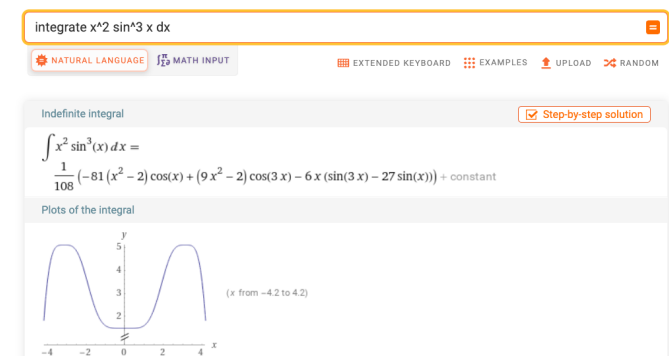 integrate x^2 sin^3 x dx
NATURAL LANGUAGE MATH INPUT EXTENDED KEYBOARD EXAMPLES UPLOAD RANDOM
Indefinite integral Step-by-step solution
∫x² sin³(x) dx =
1/108 (−81 (x² − 2) cos(x) + (9 x² − 2) cos(3 x) − 6 x (sin(3 x) − 27 sin(x))) + constant
Plots of the integral
y
5
4
3
(x from −4.2 to 4.2)
2
x
−4 −2 0 2 4